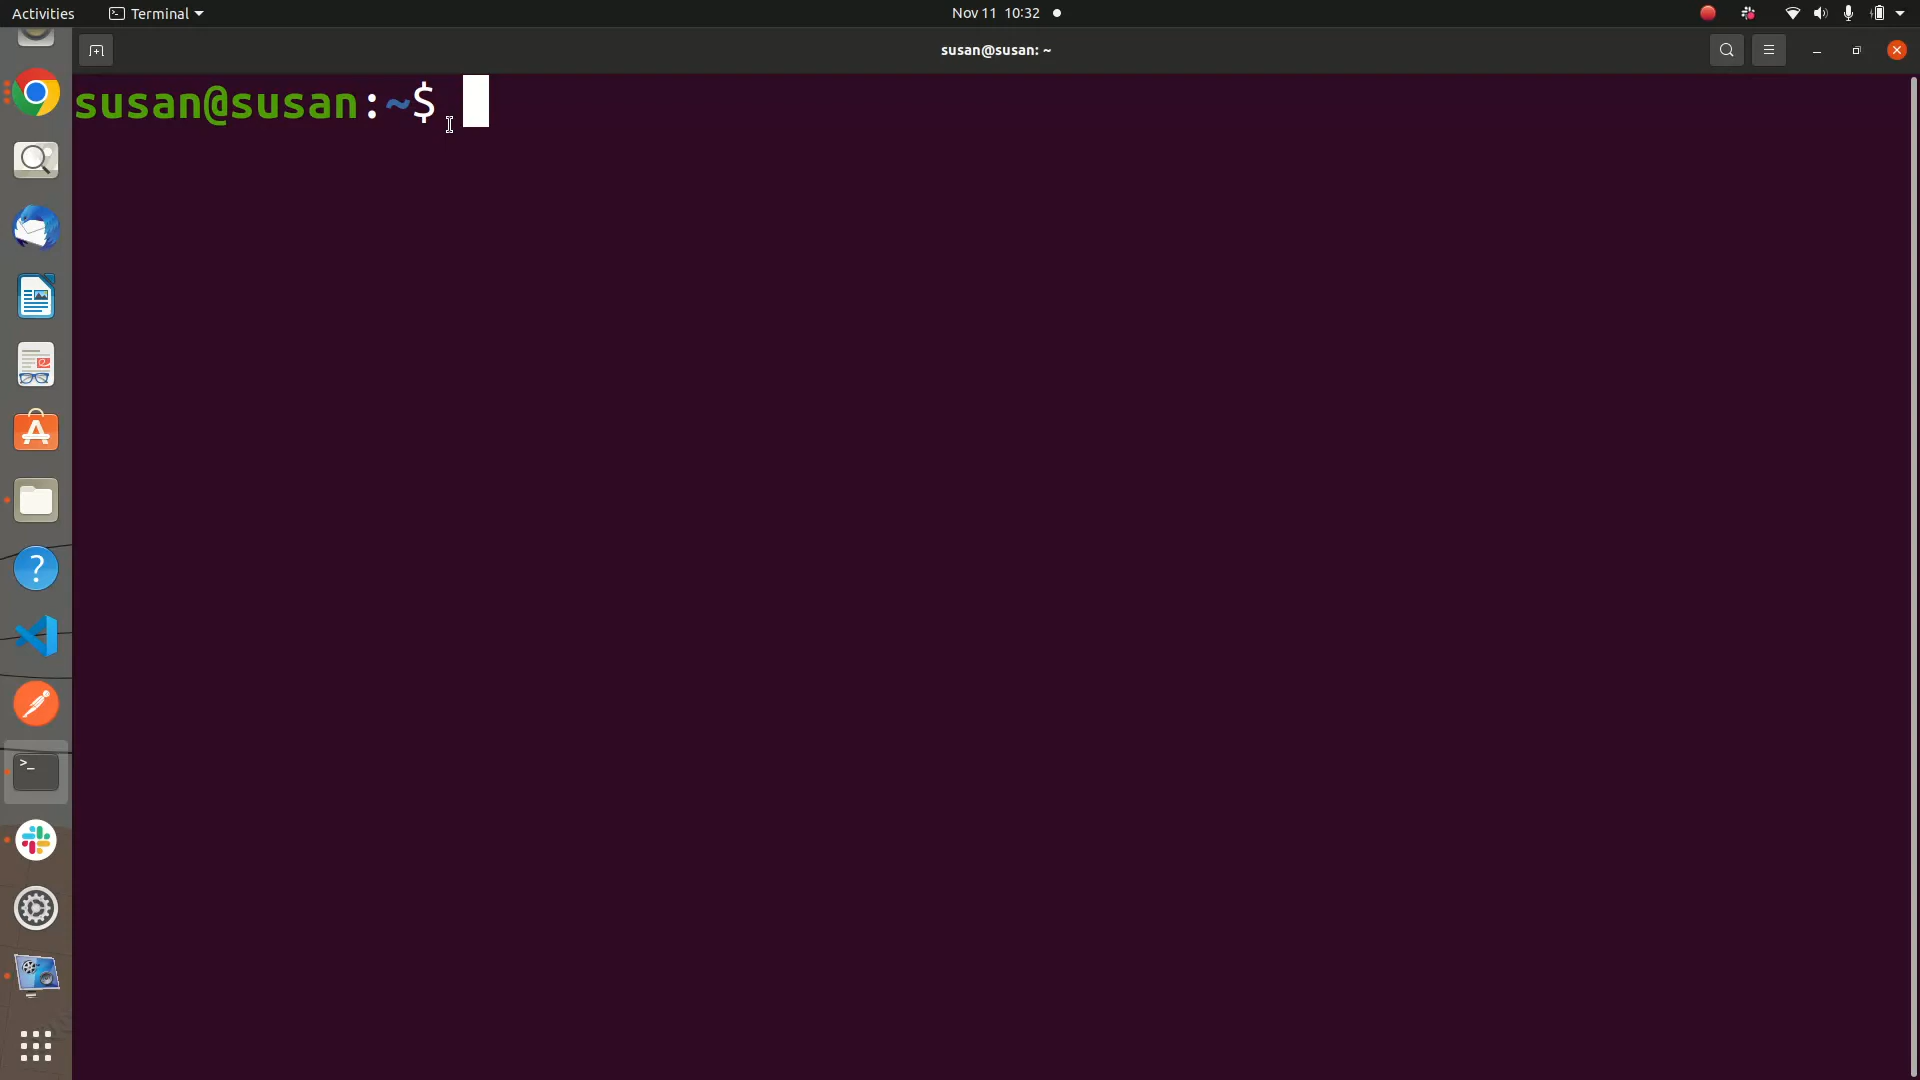 Activities
Terminal
Nov 11 10:32
susan@susan: ~
susan@susan:~$